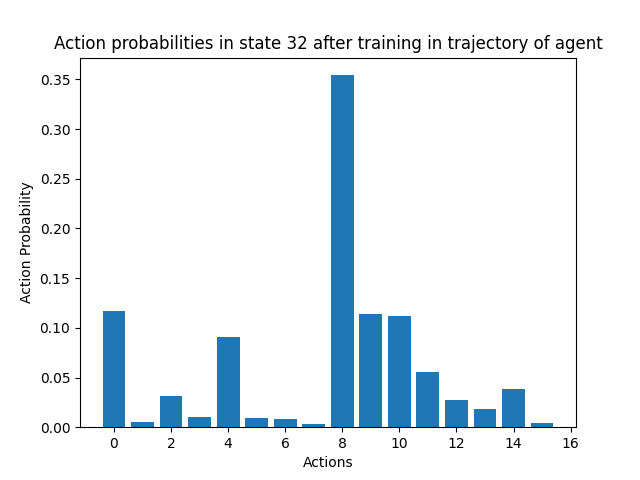 Action probabilities in state 32 after training in trajectory of agent
0.35
0.30
0.25
0.20
0.15
0.10
0.05
0.00
Action Probability
0 2 4 6 8 10 12 14 16
Actions